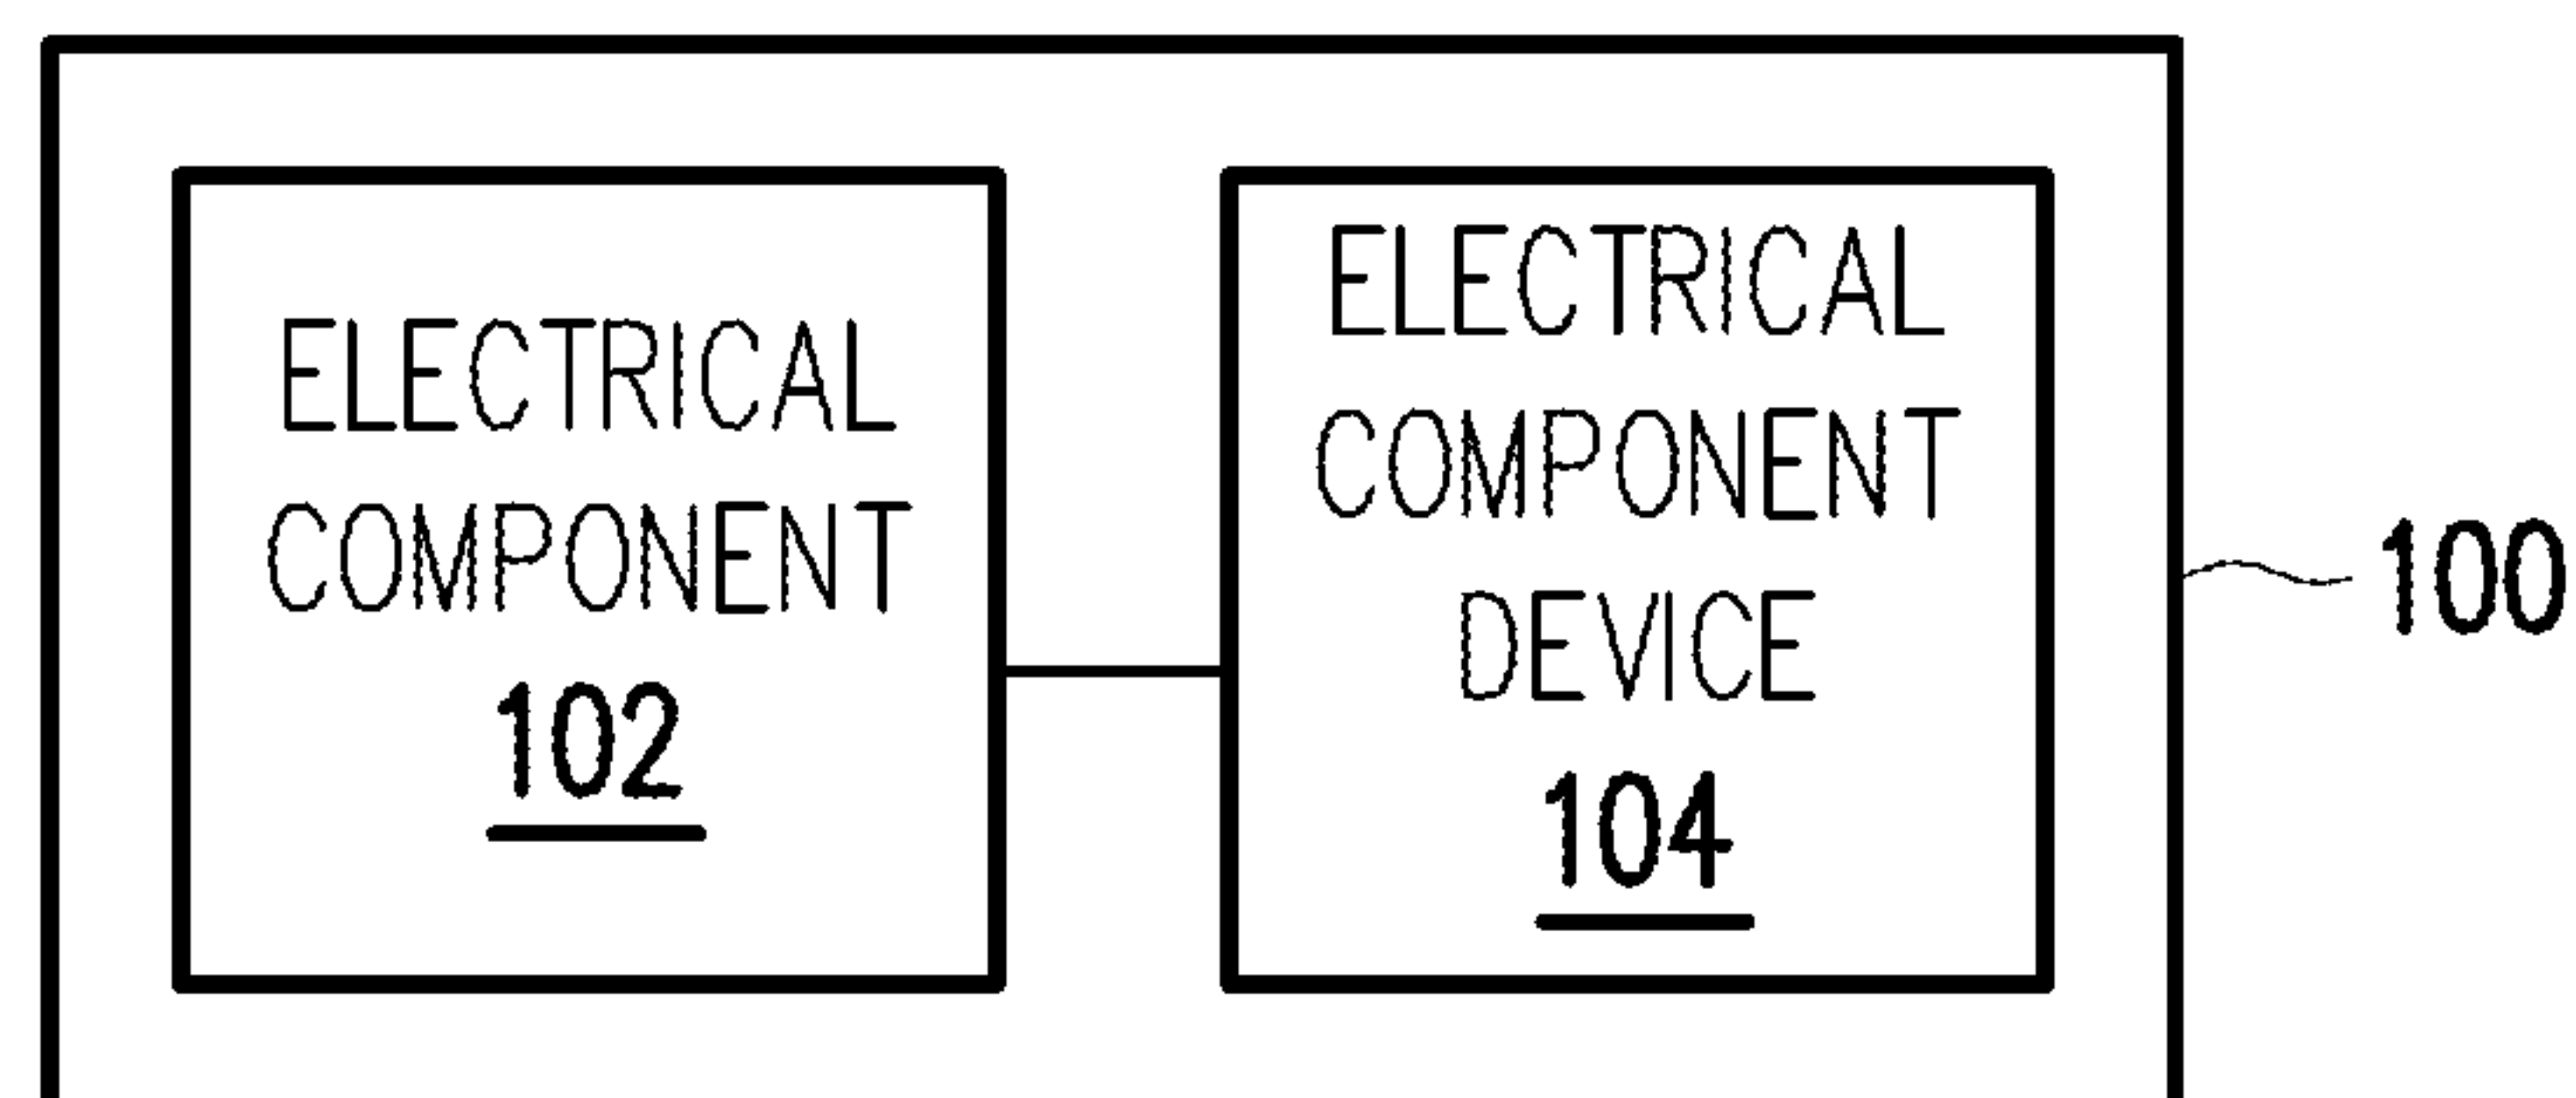 ELECTRICAL
COMPONENT
102
ELECTRICAL
COMPONENT
DEVICE
104
100